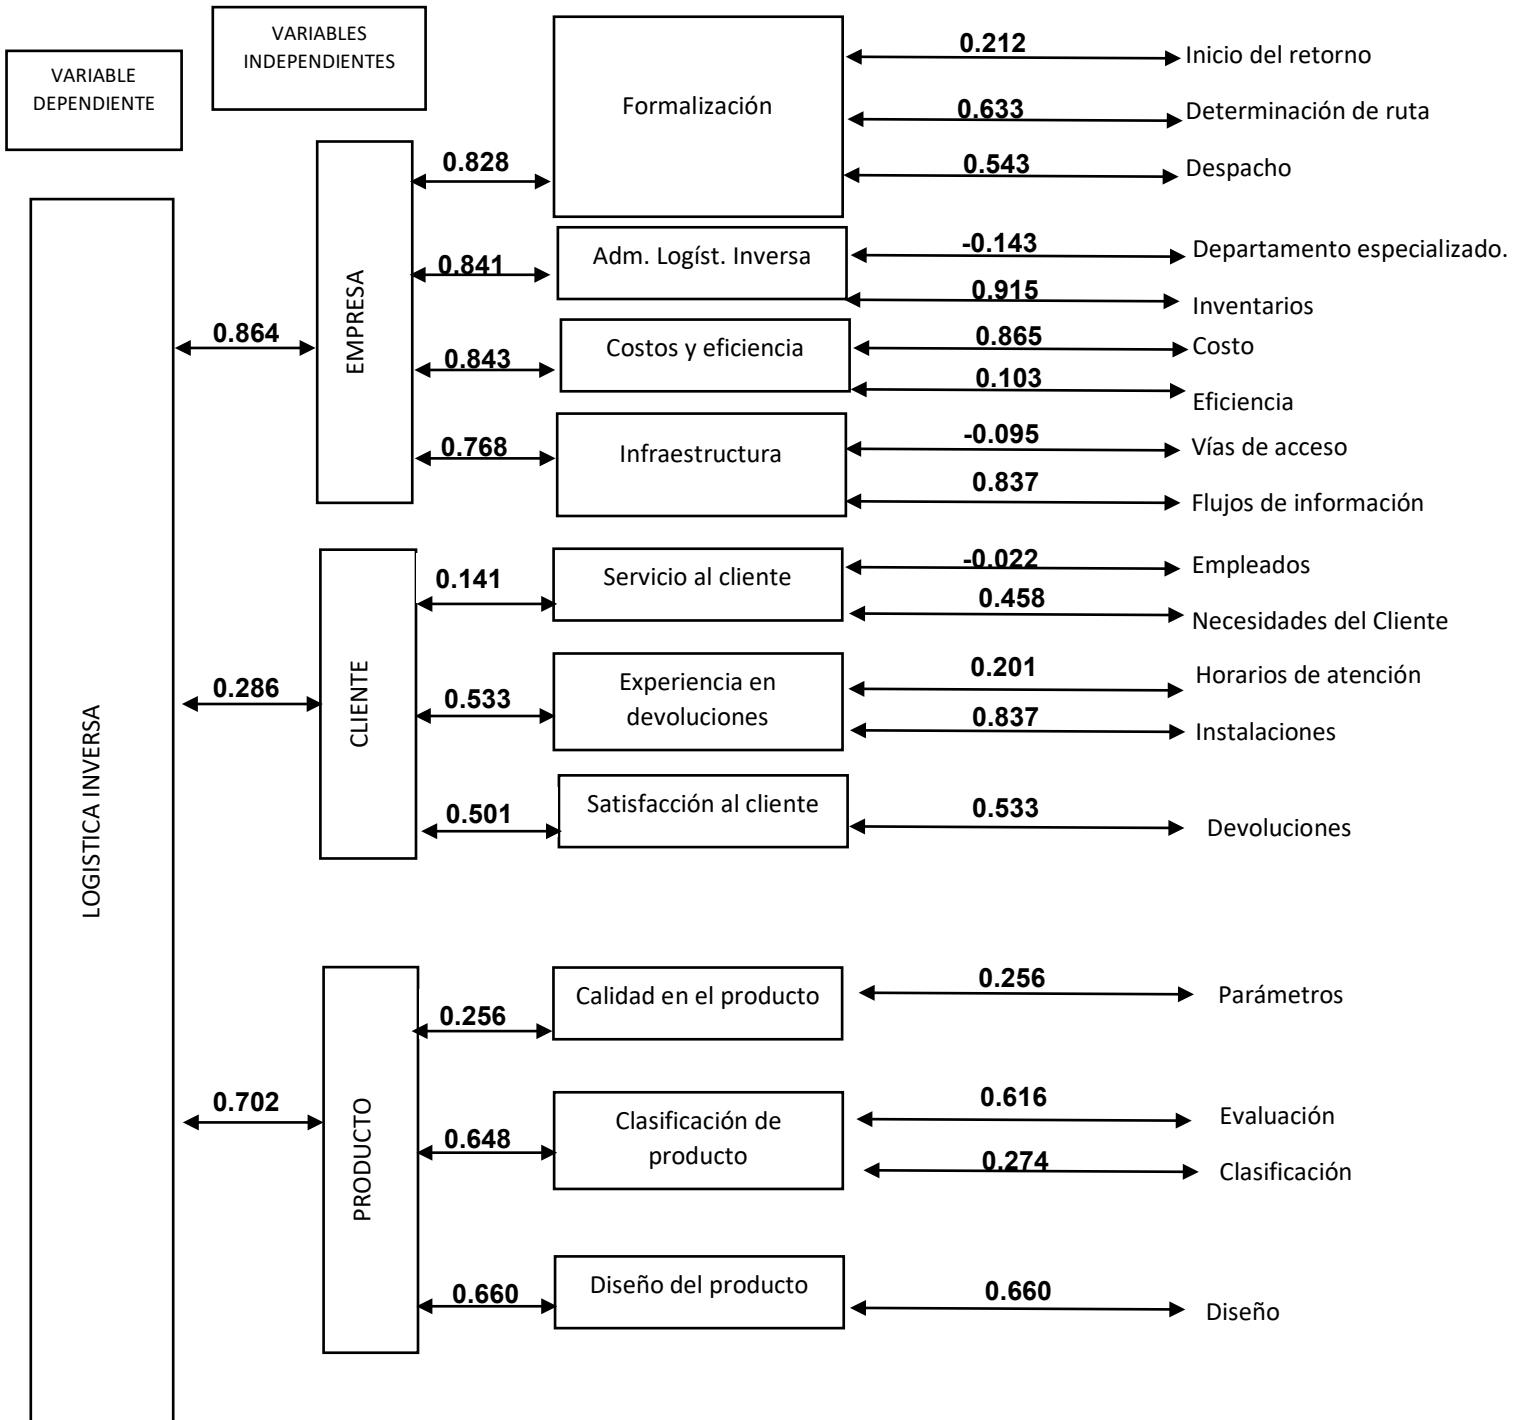 VARIABLE
DEPENDIENTE
VARIABLES
INDEPENDIENTES
LOGISTICA INVERSA
0.864
EMPRESA
0.828
Formalización
0.212
Inicio del retorno
0.633
Determinación de ruta
0.543
Despacho
0.841
Adm. Logíst. Inversa
-0.143
Departamento especializado.
0.915
Inventarios
0.843
Costos y eficiencia
0.865
Costo
0.103
Eficiencia
0.768
Infraestructura
-0.095
Vías de acceso
0.837
Flujos de información
0.286
CLIENTE
0.141
Servicio al cliente
-0.022
Empleados
0.458
Necesidades del Cliente
0.533
Experiencia en
devoluciones
0.201
Horarios de atención
0.837
Instalaciones
0.501
Satisfacción al cliente
0.533
Devoluciones
0.702
PRODUCTO
0.256
Calidad en el producto
0.256
Parámetros
0.648
Clasificación de
producto
0.616
Evaluación
0.274
Clasificación
0.660
Diseño del producto
0.660
Diseño